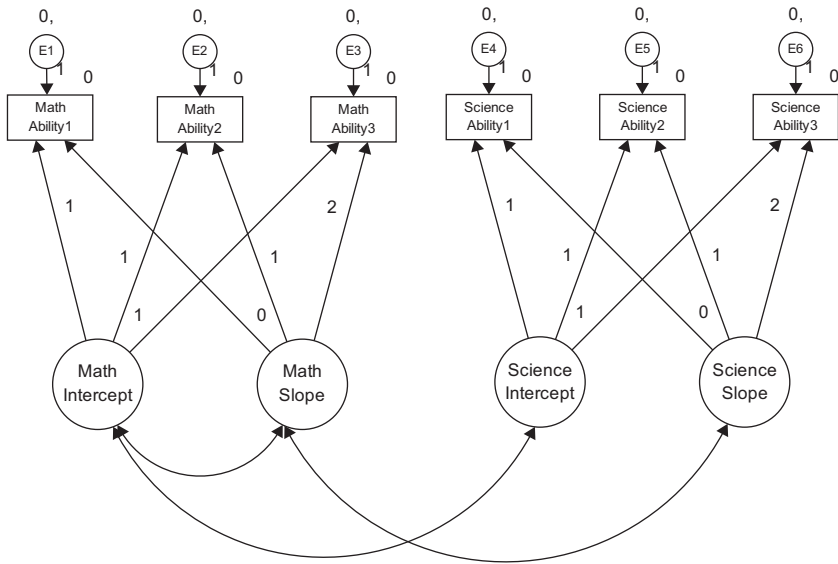 0, 0, 0, 0, 0, 0,
E1 E2 E3 E4 E5 E6
1 0 1 0 1 0 1 0 1 0 1 0
Math Ability1
Math Ability2
Math Ability3
Science Ability1
Science Ability2
Science Ability3
1 2 1 2
1 1 1 1
1 0 1 0
Math Intercept
Math Slope
Science Intercept
Science Slope